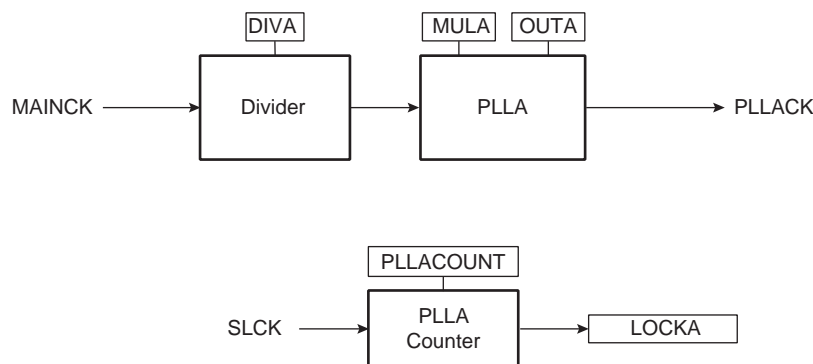 DIVA
MULA
OUTA
MAINCK
Divider
PLLA
PLLACK
PLLACOUNT
SLCK
PLLA
Counter
LOCKA